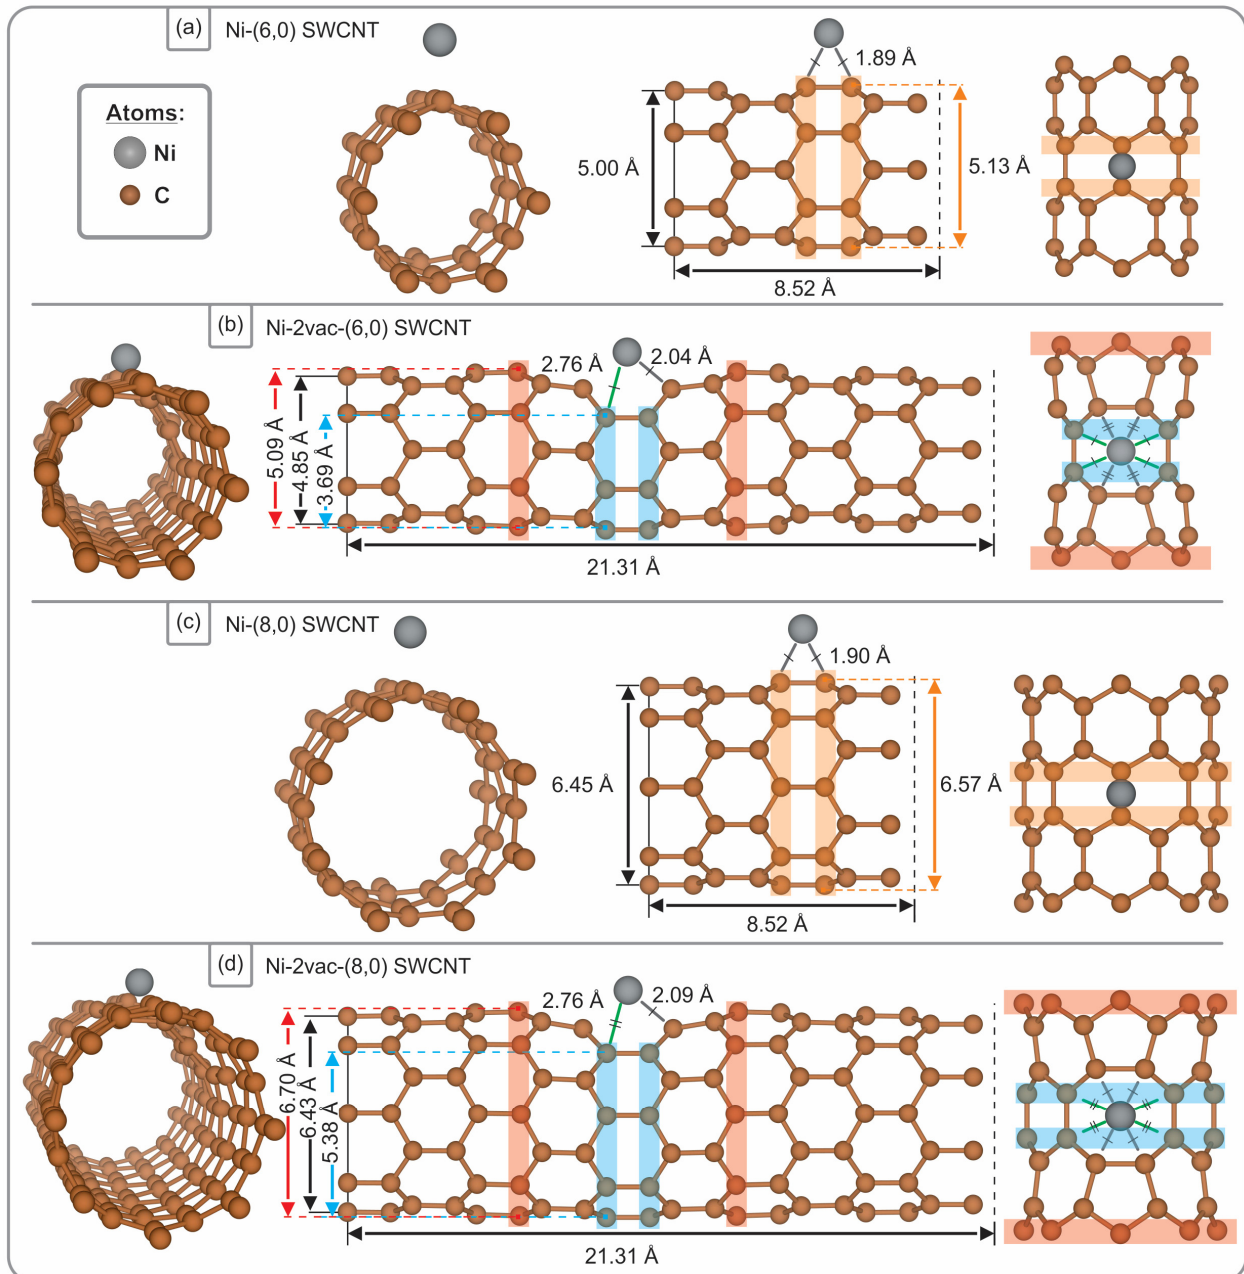 (a) Ni-(6,0) SWCNT
Atoms:
Ni
C
1.89 Å
5.00 Å
5.13 Å
8.52 Å
(b) Ni-2vac-(6,0) SWCNT
2.76 Å
2.04 Å
5.09 Å
4.85 Å
3.69 Å
21.31 Å
(c) Ni-(8,0) SWCNT
1.90 Å
6.45 Å
6.57 Å
8.52 Å
(d) Ni-2vac-(8,0) SWCNT
2.76 Å
2.09 Å
6.70 Å
6.43 Å
5.38 Å
21.31 Å